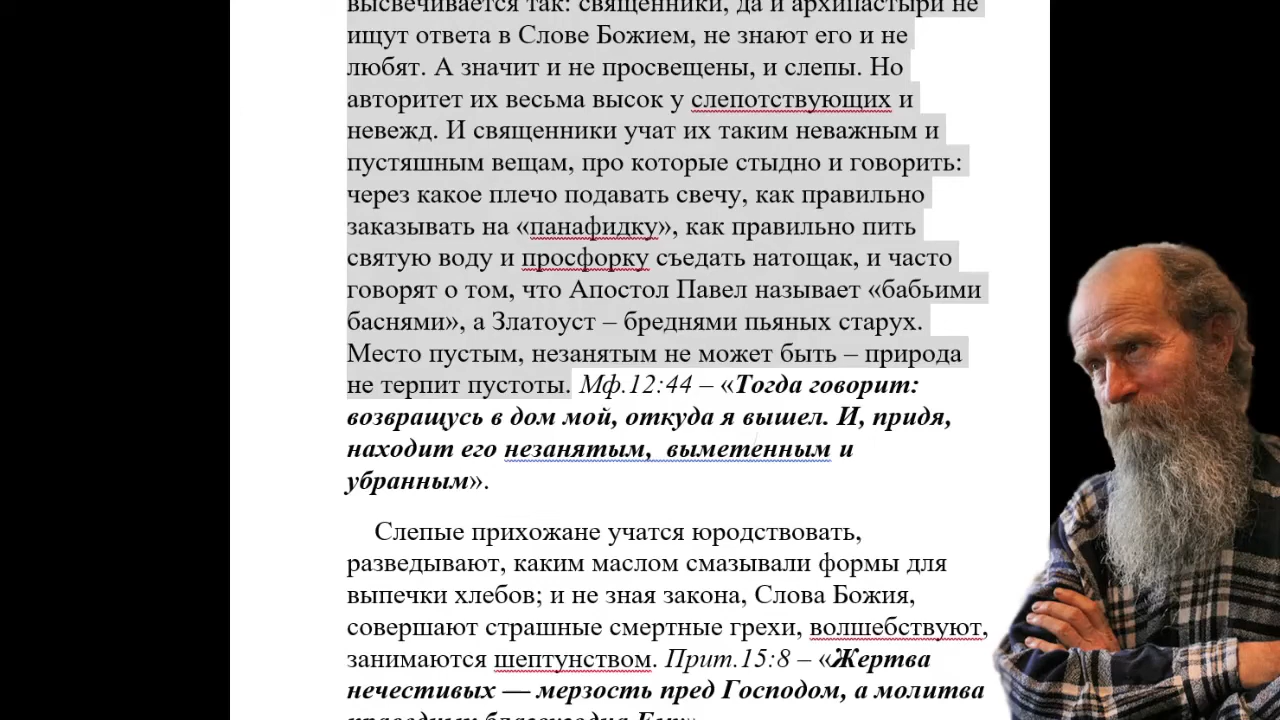 высвечивается так: священники, да и архипастыри не
ищут ответа в Слове Божием, не знают его и не
любят. А значит и не просвещены, и слепы. Но
авторитет их весьма высок у слепотствующих и
невежд. И священники учат их таким неважным и
пустяшным вещам, про которые стыдно и говорить:
через какое плечо подавать свечу, как правильно
заказывать на «панафидку», как правильно пить
святую воду и просфорку съедать натощак, и часто
говорят о том, что Апостол Павел называет «бабьими
баснями», а Златоуст – бреднями пьяных старух.
Место пустым, незанятым не может быть – природа
не терпит пустоты. Мф.12:44 – «Тогда говорит:
возвращусь в дом мой, откуда я вышел. И, придя,
находит его незанятым,  выметенным и
убранным».
Слепые прихожане учатся юродствовать,
разведывают, каким маслом смазывали формы для
выпечки хлебов; и не зная закона, Слова Божия,
совершают страшные смертные грехи, волшебствуют,
занимаются шептунством. Прит.15:8 – «Жертва
нечестивых — мерзость пред Господом, а молитва